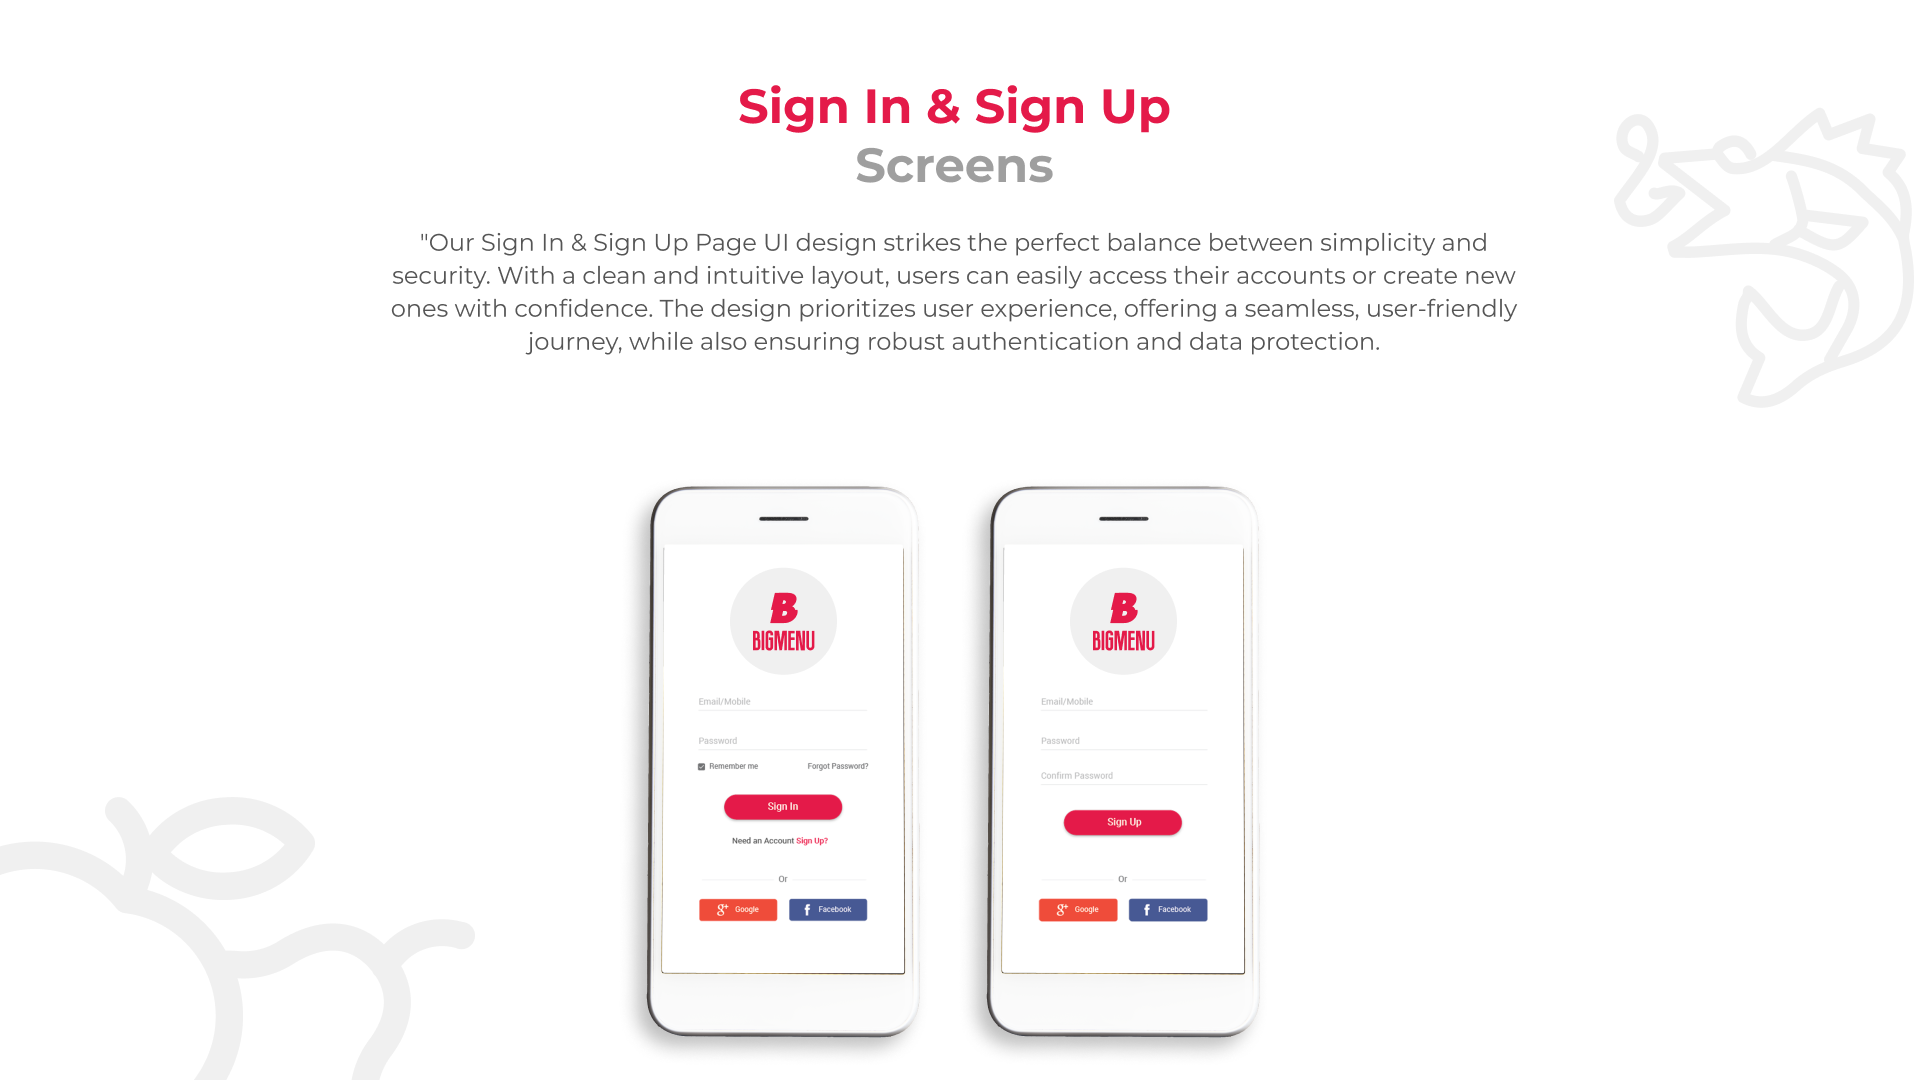 Sign In & Sign Up
Screens
"Our Sign In & Sign Up Page UI design strikes the perfect balance between simplicity and
security. With a clean and intuitive layout, users can easily access their accounts or create new
ones with confidence. The design prioritizes user experience, offering a seamless, user-friendly
journey, while also ensuring robust authentication and data protection.
B
BIGMENU
Email/Mobile
Password
Remember me
Forgot Password?
Sign In
Need an Account Sign Up?
Or
g+ Google
f Facebook
B
BIGMENU
Email/Mobile
Password
Confirm Password
Sign Up
Or
g+ Google
f Facebook